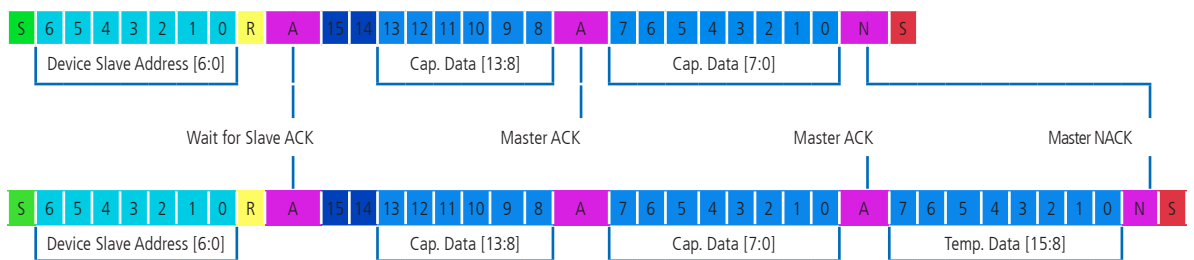 S 6 5 4 3 2 1 0 R A 15 14 13 12 11 10 9 8 A 7 6 5 4 3 2 1 0 N S
Device Slave Address [6:0] Cap. Data [13:8] Cap. Data [7:0]
Wait for Slave ACK Master ACK Master ACK Master NACK
S 6 5 4 3 2 1 0 R A 15 14 13 12 11 10 9 8 A 7 6 5 4 3 2 1 0 A 7 6 5 4 3 2 1 0 N S
Device Slave Address [6:0] Cap. Data [13:8] Cap. Data [7:0] Temp. Data [15:8]